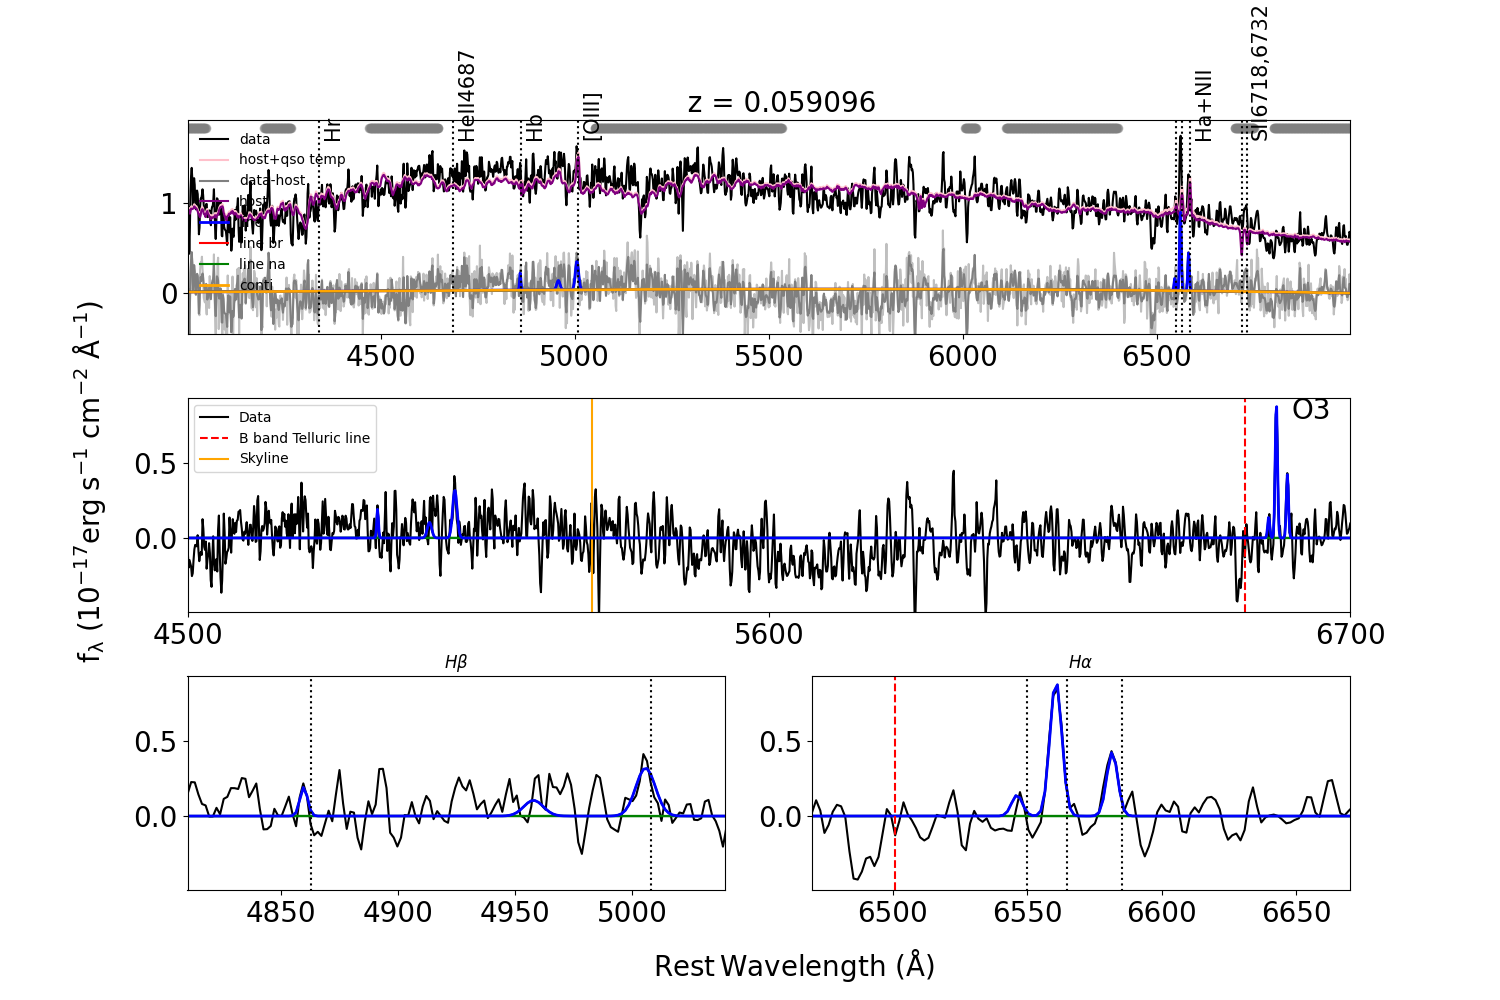 Hr
HeII4687
Hb
[OIII]
Ha+NII
SII6718,6732
z = 0.059096
data
host+qso temp
data-host
host
line br
line na
conti
1
0
4500
5000
5500
6000
6500
Data
B band Telluric line
Skyline
O3
0.5
0.0
4500
5600
6700
fλ (10−17erg s−1 cm−2 Å−1)
Hβ
0.5
0.0
4850
4900
4950
5000
Hα
0.5
0.0
6500
6550
6600
6650
Rest Wavelength (Å)